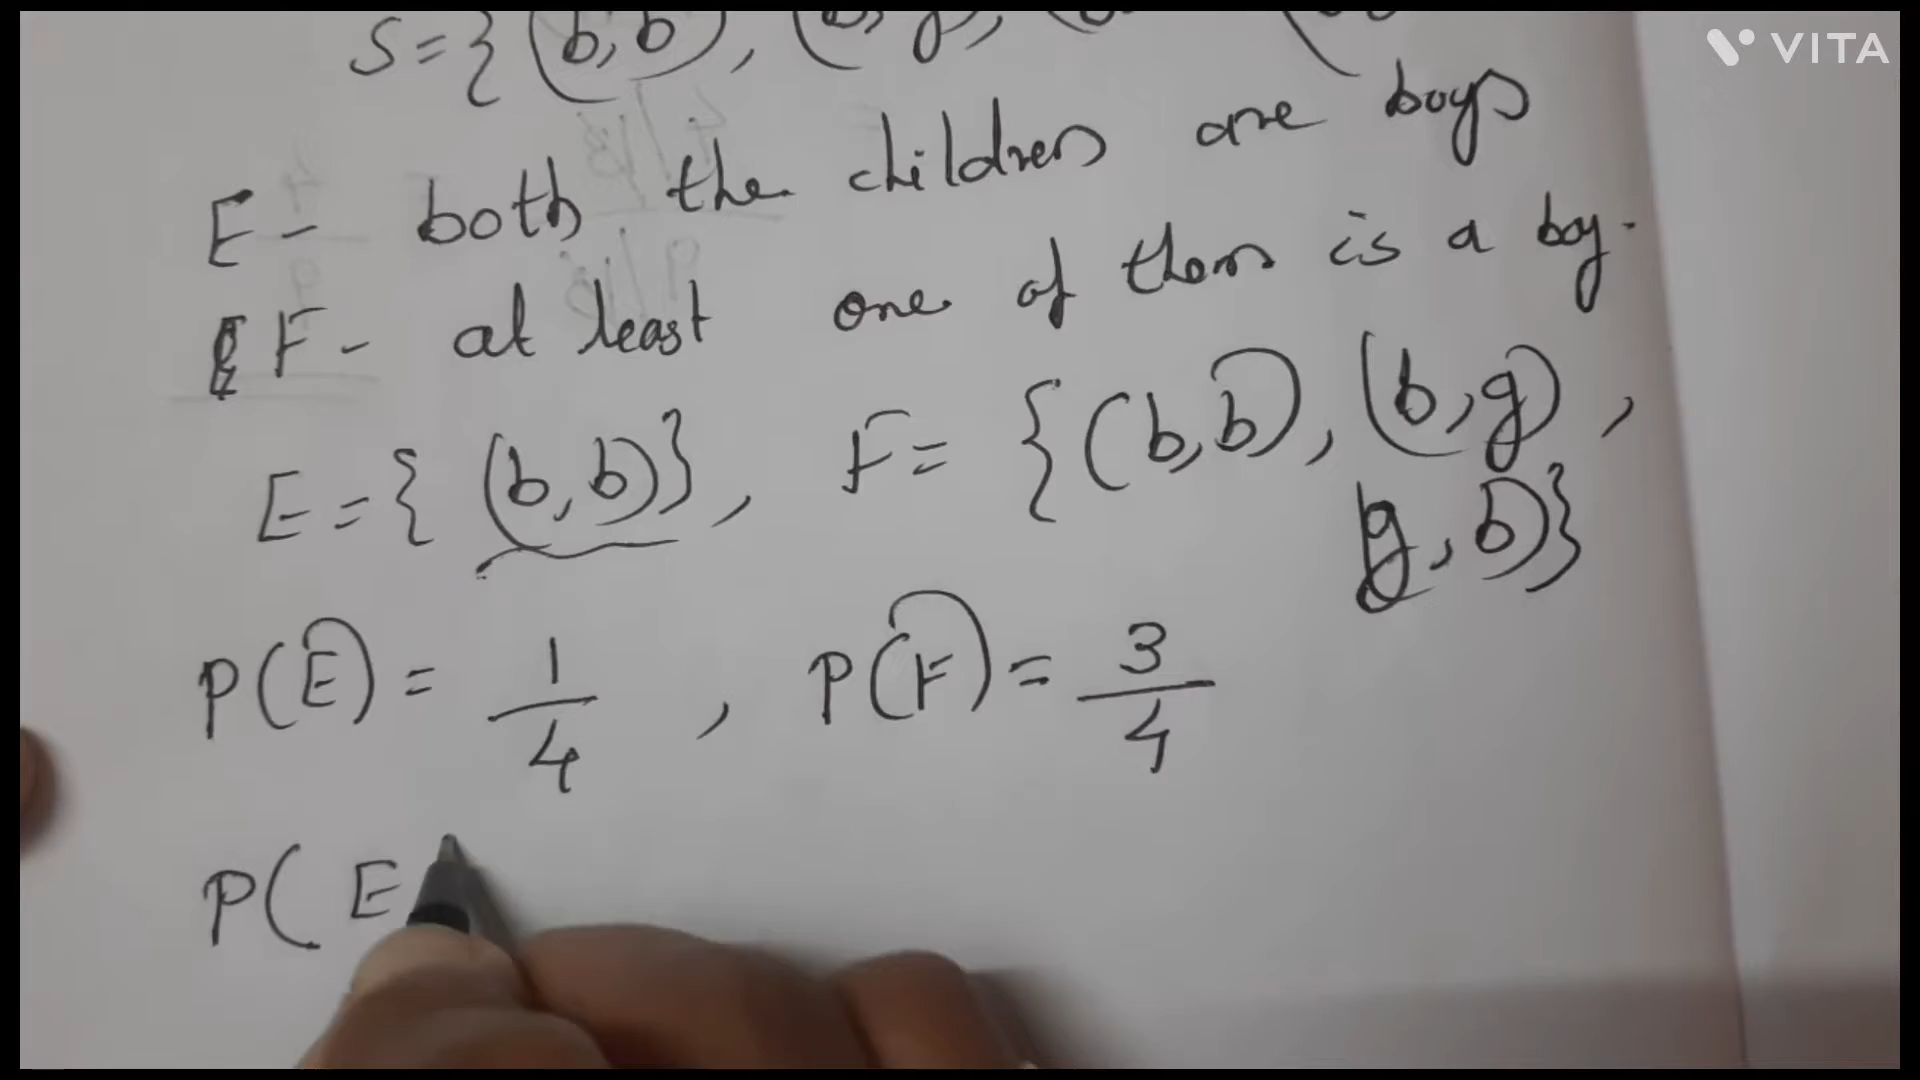 VITA
S = { (b,b), (b,g),
E - both the children are boys
F - at least one of them is a boy.
E = { (b,b)}, F = { (b,b), (b,g),
g, b)}
P(E) = 1/4, P(F) = 3/4
P( E